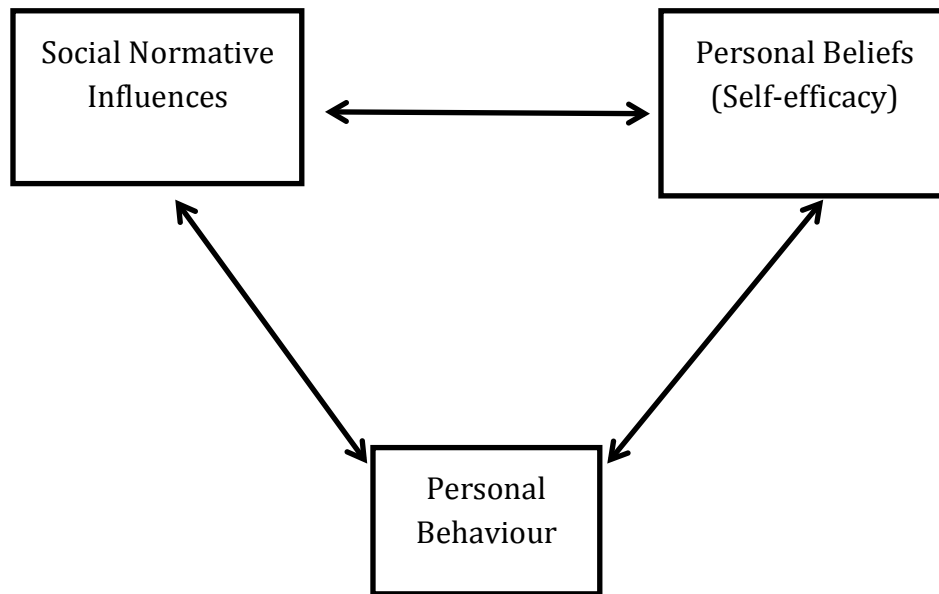 Social Normative
Influences
Personal Beliefs
(Self-efficacy)
Personal
Behaviour